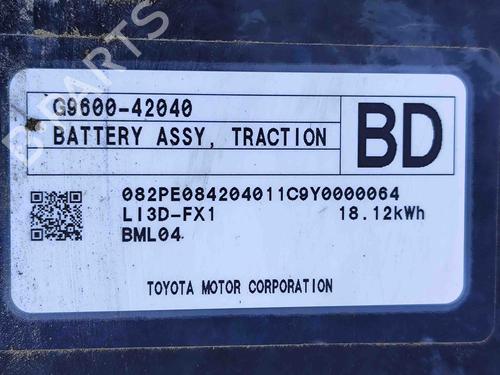 G9600-42040
BATTERY ASSY, TRACTION
BD
082PE084204011C9Y0000064
LI3D-FX1 18.12kWh
BML04
TOYOTA MOTOR CORPORATION